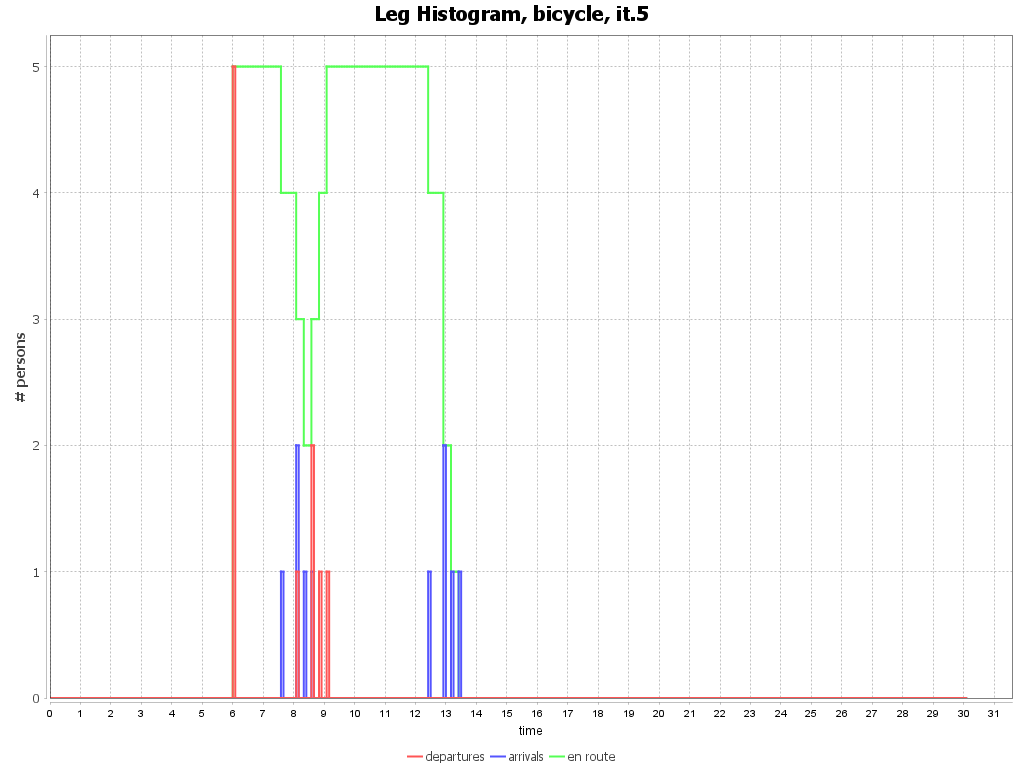 Leg Histogram, bicycle, it.5
# persons
5
4
3
2
1
0
0 1 2 3 4 5 6 7 8 9 10 11 12 13 14 15 16 17 18 19 20 21 22 23 24 25 26 27 28 29 30 31
time
departures arrivals en route